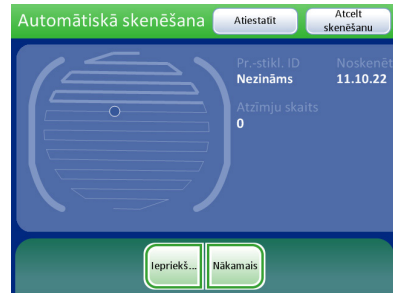 Automātiskā skenēšana
Atiestatīt
Atcelt
skenēšanu
Pr.-stikl. ID
Noskenēt
Nezināms
11.10.22
Atzīmju skaits
0
Iepriekš...
Nākamais